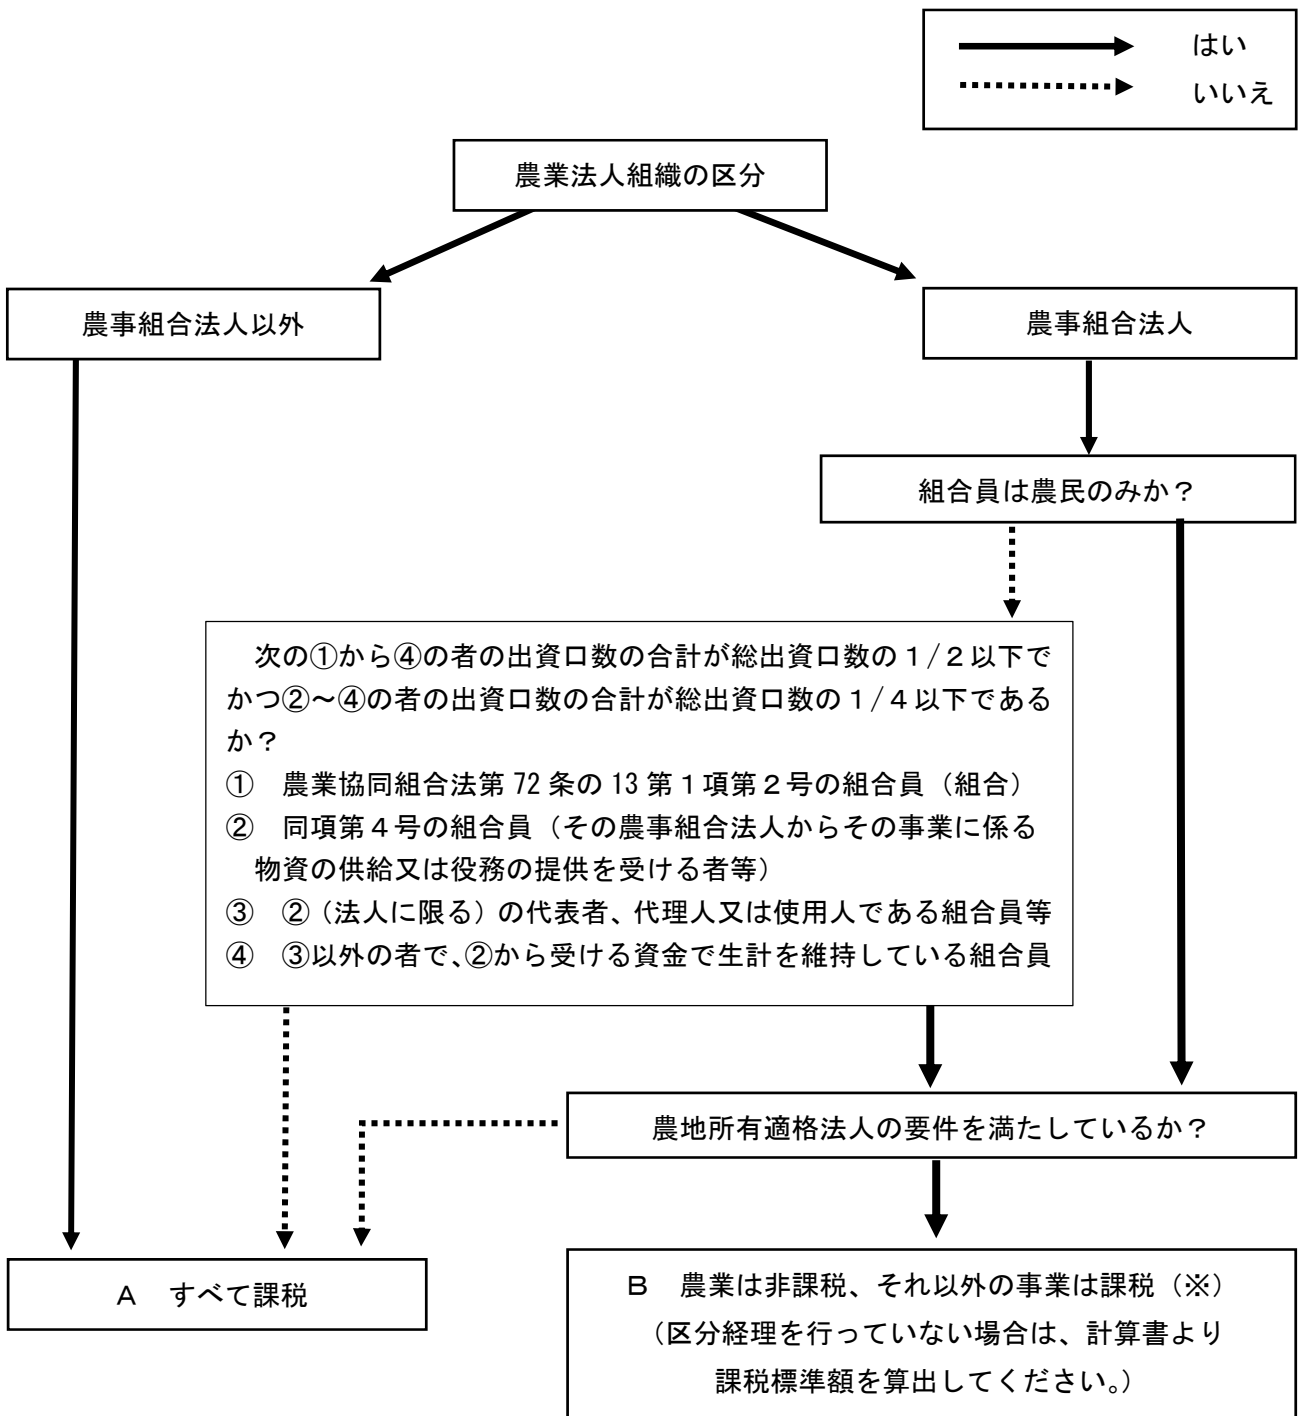 はい
いいえ
農業法人組織の区分
農事組合法人以外
農事組合法人
組合員は農民のみか？
次の①から④の者の出資口数の合計が総出資口数の１/２以下で
かつ②～④の者の出資口数の合計が総出資口数の１/４以下である
か？
①　農業協同組合法第 72 条の 13 第１項第２号の組合員（組合）
②　同項第４号の組合員（その農事組合法人からその事業に係る
物資の供給又は役務の提供を受ける者等）
③　②（法人に限る）の代表者、代理人又は使用人である組合員等
④　③以外の者で、②から受ける資金で生計を維持している組合員
農地所有適格法人の要件を満たしているか？
Ａ　すべて課税
Ｂ　農業は非課税、それ以外の事業は課税（※）
（区分経理を行っていない場合は、計算書より
課税標準額を算出してください。）